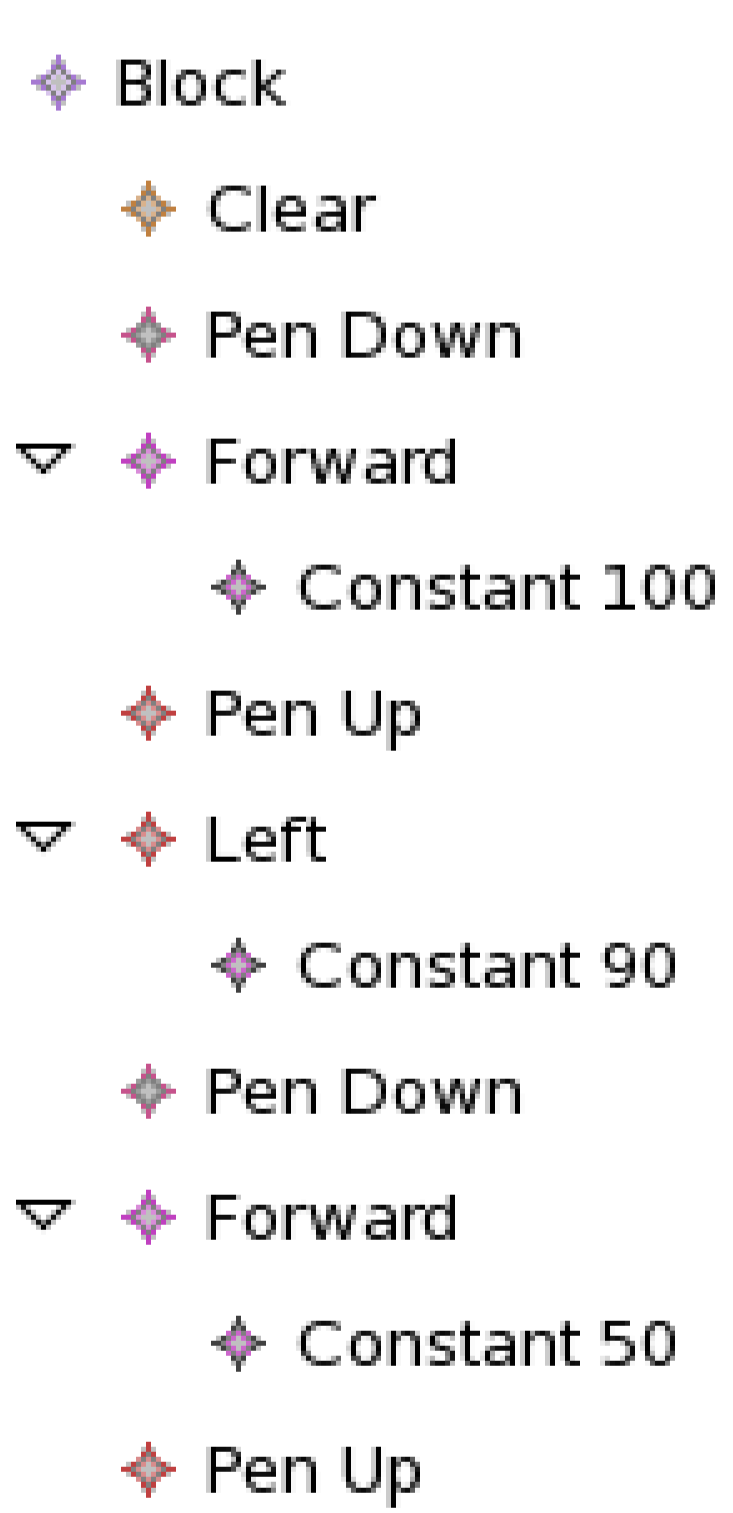 Block
Clear
Pen Down
Forward
Constant 100
Pen Up
Left
Constant 90
Pen Down
Forward
Constant 50
Pen Up